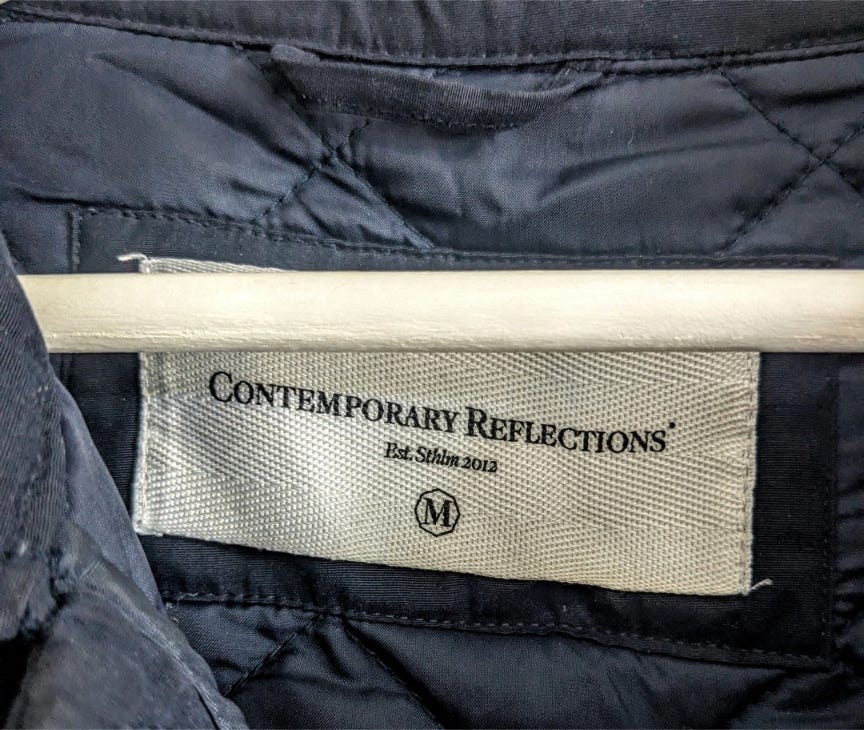 CONTEMPORARY REFLECTIONS
Est. Sthlm 2012
M